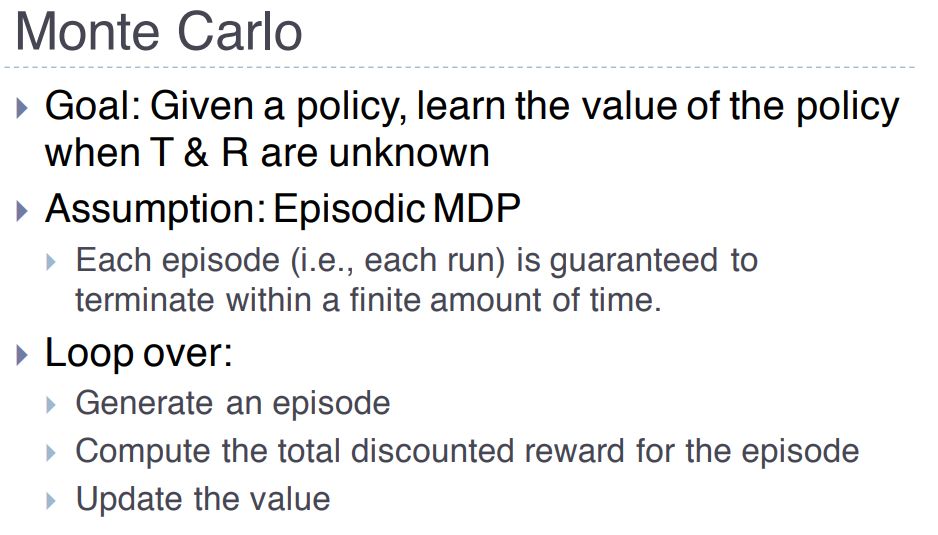 Monte Carlo
Goal: Given a policy, learn the value of the policy
when T & R are unknown
Assumption: Episodic MDP
Each episode (i.e., each run) is guaranteed to
terminate within a finite amount of time.
Loop over:
Generate an episode
Compute the total discounted reward for the episode
Update the value